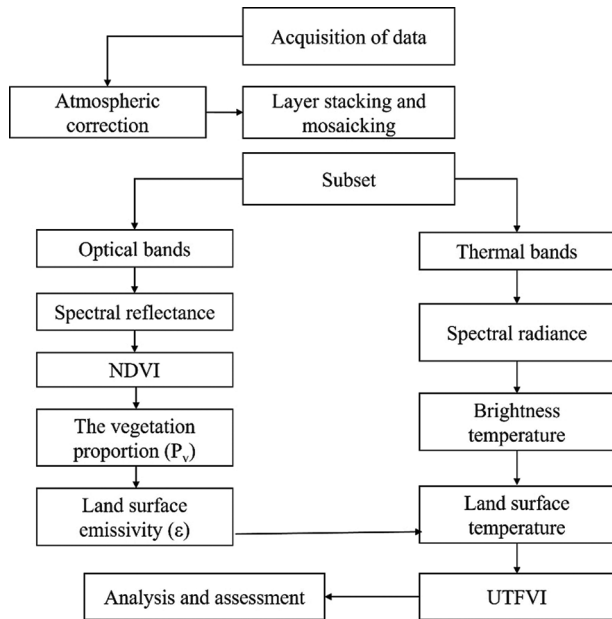 Acquisition of data
Atmospheric
correction
Layer stacking and
mosaicking
Subset
Optical bands
Spectral reflectance
NDVI
The vegetation
proportion (Pᵥ)
Land surface
emissivity (ε)
Thermal bands
Spectral radiance
Brightness
temperature
Land surface
temperature
UTFVI
Analysis and assessment